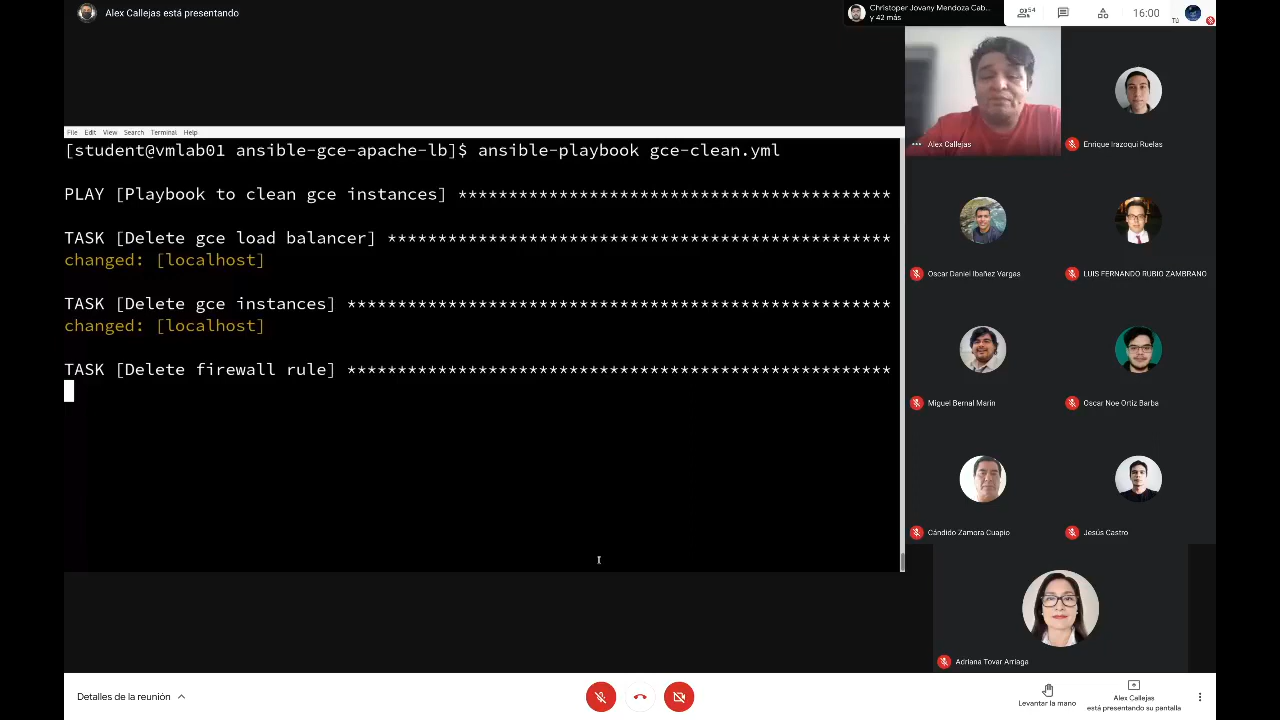 Alex Callejas está presentando
Christoper Jovany Mendoza Cab...
y 42 más
54
16:00
Tú
File Edit View Search Terminal Help
[student@vmlab01 ansible-gce-apache-lb]$ ansible-playbook gce-clean.yml
PLAY [Playbook to clean gce instances] *******************************************
TASK [Delete gce load balancer] **************************************************
changed: [localhost]
TASK [Delete gce instances] ******************************************************
changed: [localhost]
TASK [Delete firewall rule] ******************************************************
Alex Callejas
Enrique Irazoqui Ruelas
Oscar Daniel Ibañez Vargas
LUIS FERNANDO RUBIO ZAMBRANO
Miguel Bernal Marin
Oscar Noe Ortiz Barba
Cándido Zamora Cuapio
Jesús Castro
Adriana Tovar Arriaga
Detalles de la reunión
Levantar la mano
Alex Callejas
está presentando su pantalla